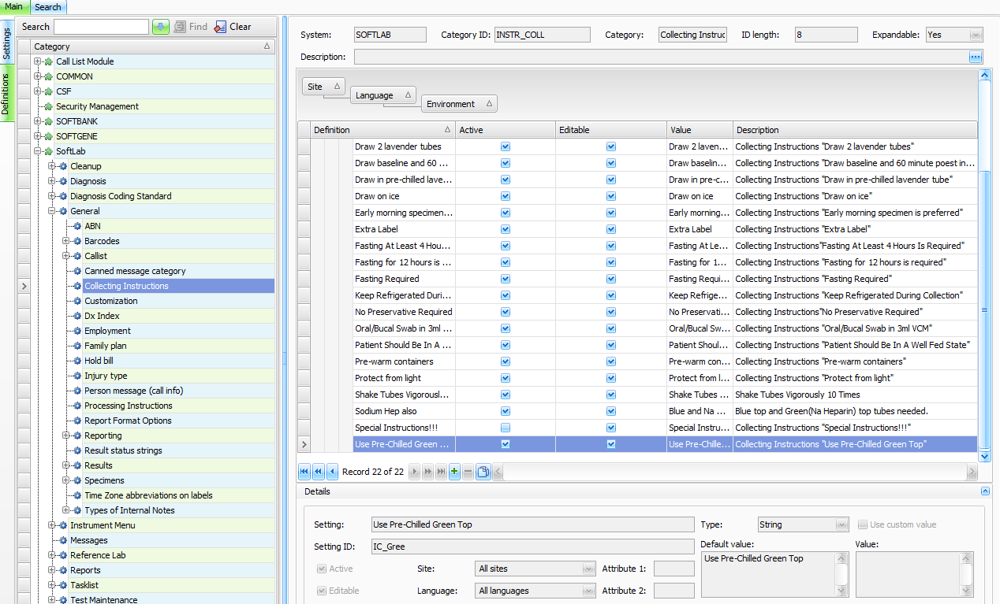 Main Search
Settings
Definitions
Search Find Clear
Category
Call List Module
COMMON
CSF
Security Management
SOFTBANK
SOFTGENE
SoftLab
Cleanup
Diagnosis
Diagnosis Coding Standard
General
ABN
Barcodes
Callist
Canned message category
Collecting Instructions
Customization
Dx Index
Employment
Family plan
Hold bill
Injury type
Person message (call info)
Processing Instructions
Report Format Options
Reporting
Result status strings
Results
Specimens
Time Zone abbreviations on labels
Types of Internal Notes
Instrument Menu
Messages
Reference Lab
Reports
Tasklist
Test Maintenance
System: SOFTLAB Category ID: INSTR_COLL Category: Collecting Instruc ID length: 8 Expandable: Yes
Description: ...
Site
Language
Environment
Definition Active Editable Value Description
Draw 2 lavender tubes Draw 2 laven... Collecting Instructions "Draw 2 lavender tubes"
Draw baseline and 60 ... Draw baselin... Collecting Instructions "Draw baseline and 60 minute poest in...
Draw in pre-chilled lave... Draw in pre-c... Collecting Instructions "Draw in pre-chilled lavender tube"
Draw on ice Draw on ice Collecting Instructions "Draw on ice"
Early morning specimen... Early morning... Collecting Instructions "Early morning specimen is preferred"
Extra Label Extra Label Collecting Instructions "Extra Label"
Fasting At Least 4 Hou... Fasting At Le... Collecting Instructions"Fasting At Least 4 Hours Is Required"
Fasting for 12 hours is ... Fasting for 1... Collecting Instructions "Fasting for 12 hours is required"
Fasting Required Fasting Requi... Collecting Instructions "Fasting Required"
Keep Refrigerated Duri... Keep Refrige... Collecting Instructions "Keep Refrigerated During Collection"
No Preservative Required No Preservati... Collecting Instructions"No Preservative Required"
Oral/Bucal Swab in 3ml ... Oral/Bucal Sw... Collecting Instructions "Oral/Bucal Swab in 3ml VCM"
Patient Should Be In A ... Patient Shoul... Collecting Instructions "Patient Should Be In A Well Fed State"
Pre-warm containers Pre-warm con... Collecting Instructions "Pre-warm containers"
Protect from light Protect from l... Collecting Instructions "Protect from light"
Shake Tubes Vigorousl... Shake Tubes ... Shake Tubes Vigorously 10 Times
Sodium Hep also Blue and Na ... Blue top and Green(Na Heparin) top tubes needed.
Special Instructions!!! Special Instru... Collecting Instructions "Special Instructions!!!"
Use Pre-Chilled Green ... Use Pre-Chille... Collecting Instructions "Use Pre-Chilled Green Top"
Record 22 of 22
Details
Setting: Use Pre-Chilled Green Top Type: String Use custom value
Setting ID: IC_Gree Default value: Value:
Use Pre-Chilled Green Top
Active Site: All sites Attribute 1:
Editable Language: All languages Attribute 2: